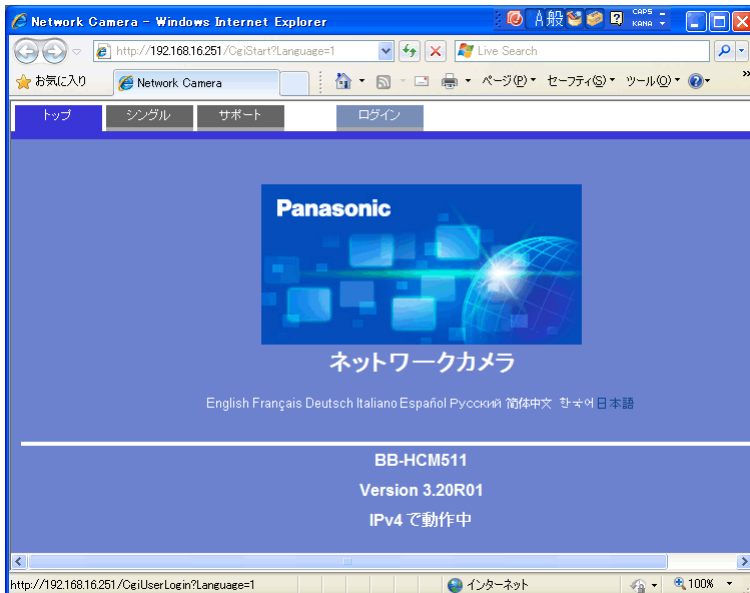 Network Camera - Windows Internet Explorer
A 般 CAPS KANA
http://192.168.16.251/CgiStart?Language=1 Live Search
お気に入り Network Camera ページ(P) セーフティ(S) ツール(O) »
トップ シングル サポート ログイン
Panasonic
ネットワークカメラ
English Français Deutsch Italiano Español Русский 简体中文 한국어 日本語
BB-HCM511
Version 3.20R01
IPv4 で動作中
http://192.168.16.251/CgiUserLogin?Language=1 インターネット 100%